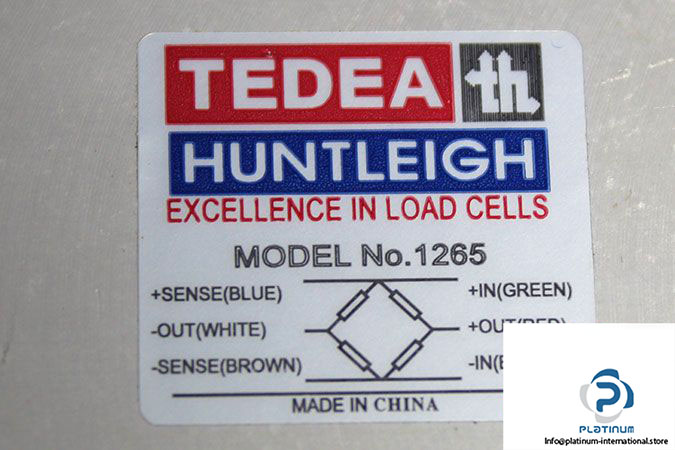 TEDEA th
HUNTLEIGH
EXCELLENCE IN LOAD CELLS
MODEL No.1265
+SENSE(BLUE) +IN(GREEN)
-OUT(WHITE)
-SENSE(BROWN)
MADE IN CHINA
PLATINUM
Info@platinum-international.store